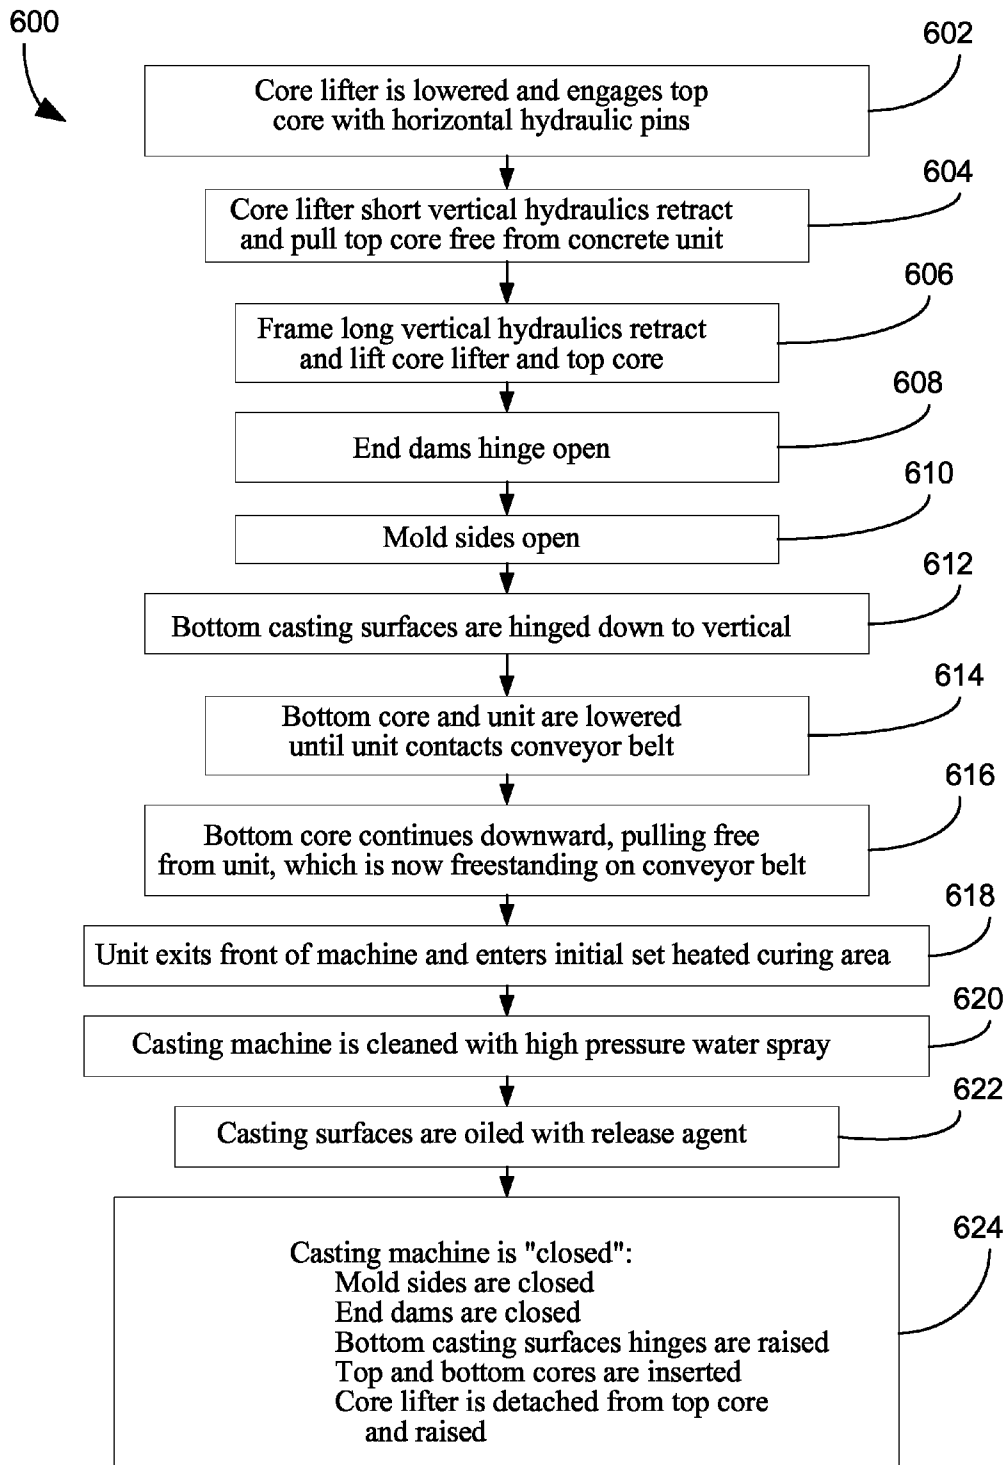 600
602
Core lifter is lowered and engages top
core with horizontal hydraulic pins
604
Core lifter short vertical hydraulics retract
and pull top core free from concrete unit
606
Frame long vertical hydraulics retract
and lift core lifter and top core
608
End dams hinge open
610
Mold sides open
612
Bottom casting surfaces are hinged down to vertical
614
Bottom core and unit are lowered
until unit contacts conveyor belt
616
Bottom core continues downward, pulling free
from unit, which is now freestanding on conveyor belt
618
Unit exits front of machine and enters initial set heated curing area
620
Casting machine is cleaned with high pressure water spray
622
Casting surfaces are oiled with release agent
624
Casting machine is "closed":
Mold sides are closed
End dams are closed
Bottom casting surfaces hinges are raised
Top and bottom cores are inserted
Core lifter is detached from top core
and raised